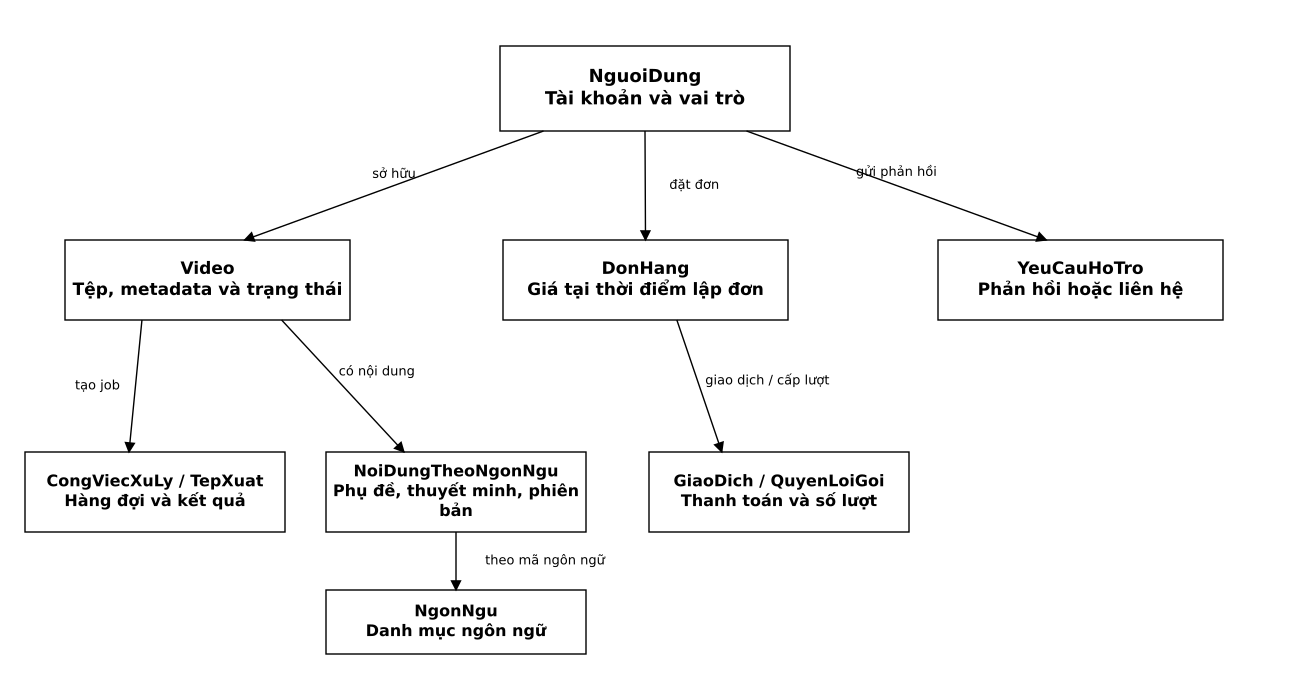 NguoiDung
Tài khoản và vai trò
sở hữu
đặt đơn
gửi phản hồi
Video
Tệp, metadata và trạng thái
DonHang
Giá tại thời điểm lập đơn
YeuCauHoTro
Phản hồi hoặc liên hệ
tạo job
có nội dung
giao dịch / cấp lượt
CongViecXuLy / TepXuat
Hàng đợi và kết quả
NoiDungTheoNgonNgu
Phụ đề, thuyết minh, phiên
bản
GiaoDich / QuyenLoiGoi
Thanh toán và số lượt
theo mã ngôn ngữ
NgonNgu
Danh mục ngôn ngữ